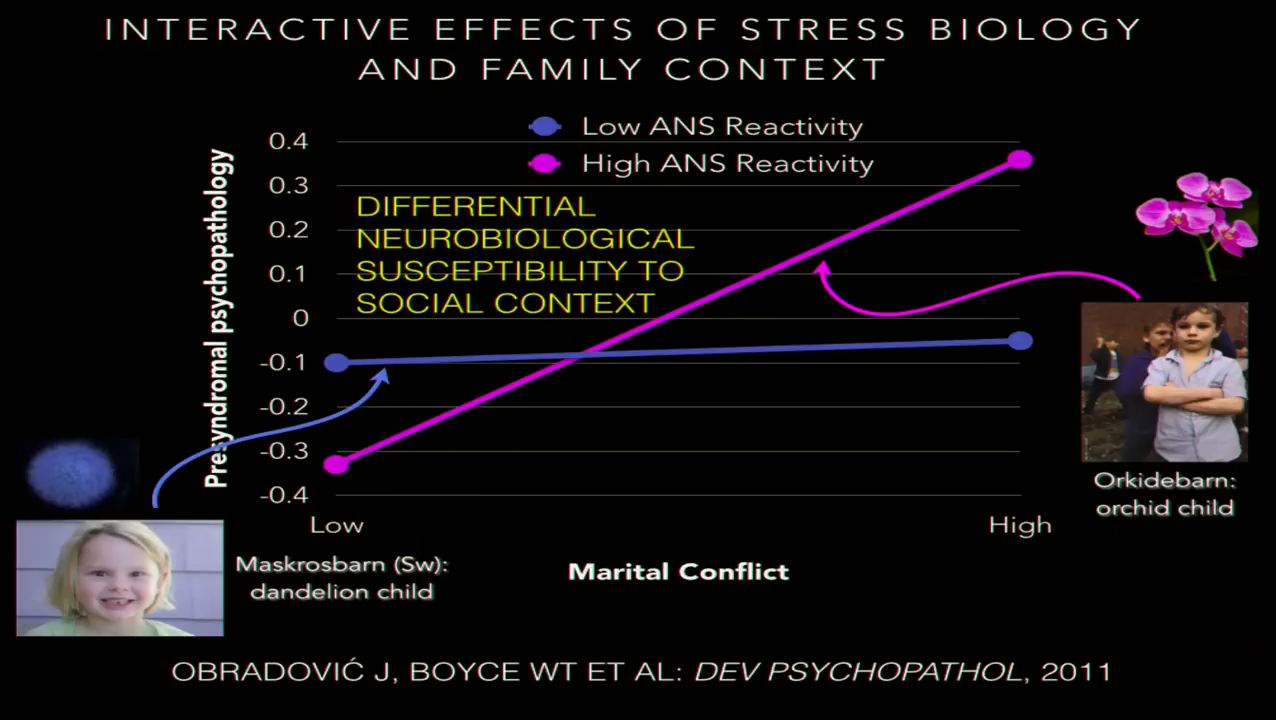 INTERACTIVE EFFECTS OF STRESS BIOLOGY
AND FAMILY CONTEXT
Low ANS Reactivity
High ANS Reactivity
Presyndromal psychopathology
0.4
0.3
0.2
0.1
0
-0.1
-0.2
-0.3
-0.4
DIFFERENTIAL
NEUROBIOLOGICAL
SUSCEPTIBILITY TO
SOCIAL CONTEXT
Low
High
Marital Conflict
Orkidebarn:
orchid child
Maskrosbarn (Sw):
dandelion child
OBRADOVIĆ J, BOYCE WT ET AL: DEV PSYCHOPATHOL, 2011